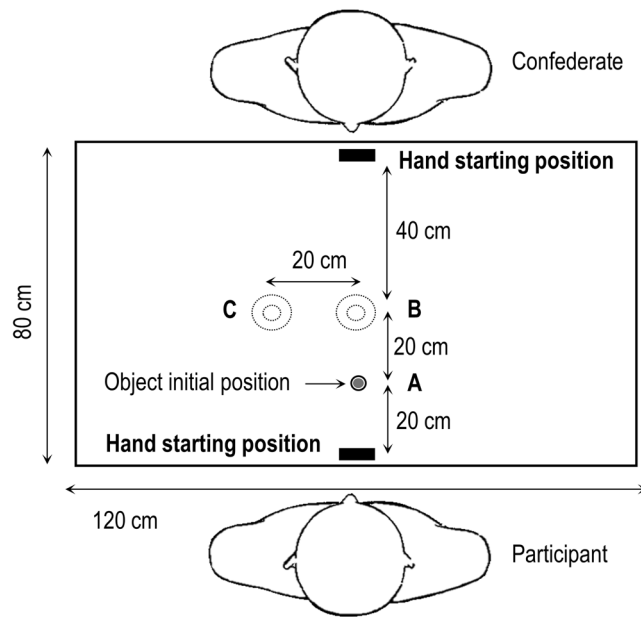 Confederate
Hand starting position
40 cm
20 cm
C
B
80 cm
20 cm
Object initial position
A
20 cm
Hand starting position
120 cm
Participant